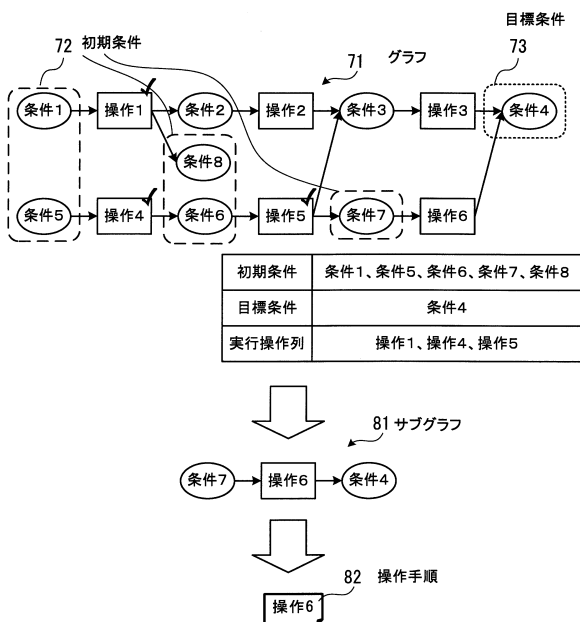 目標条件
72 初期条件
73
71 グラフ
条件1 操作1 条件2 操作2 条件3 操作3 条件4
条件8
条件5 操作4 条件6 操作5 条件7 操作6
初期条件 条件1、条件5、条件6、条件7、条件8
目標条件 条件4
実行操作列 操作1、操作4、操作5
81 サブグラフ
条件7 操作6 条件4
82 操作手順
操作6